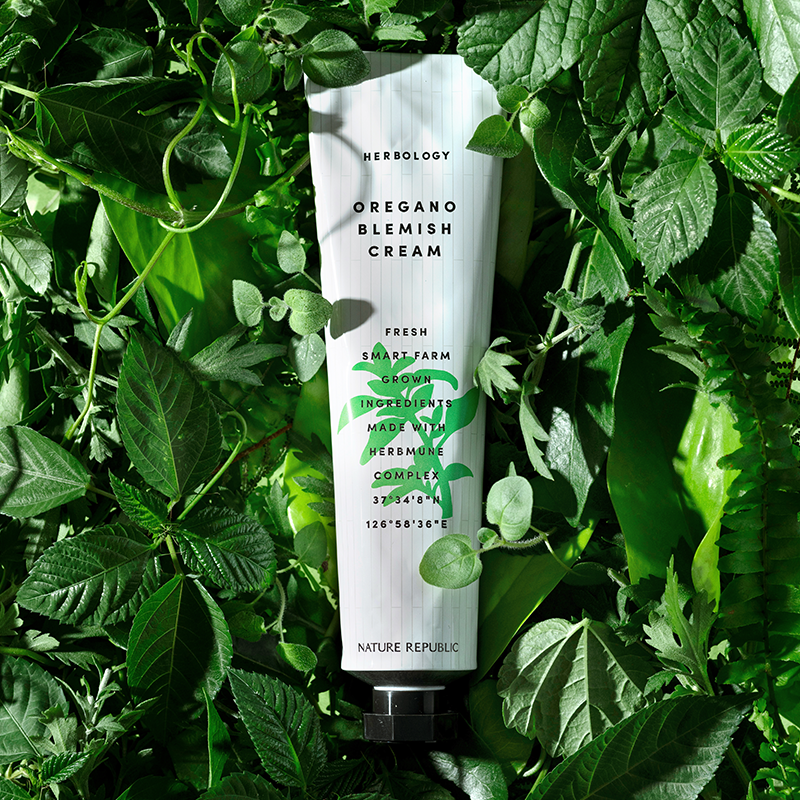 HERBOLOGY
OREGANO
BLEMISH
CREAM
FRESH
SMART FARM
GROWN
INGREDIENTS
MADE WITH
HERBMUNE
COMPLEX
37°34'8"N
126°58'36"E
NATURE REPUBLIC